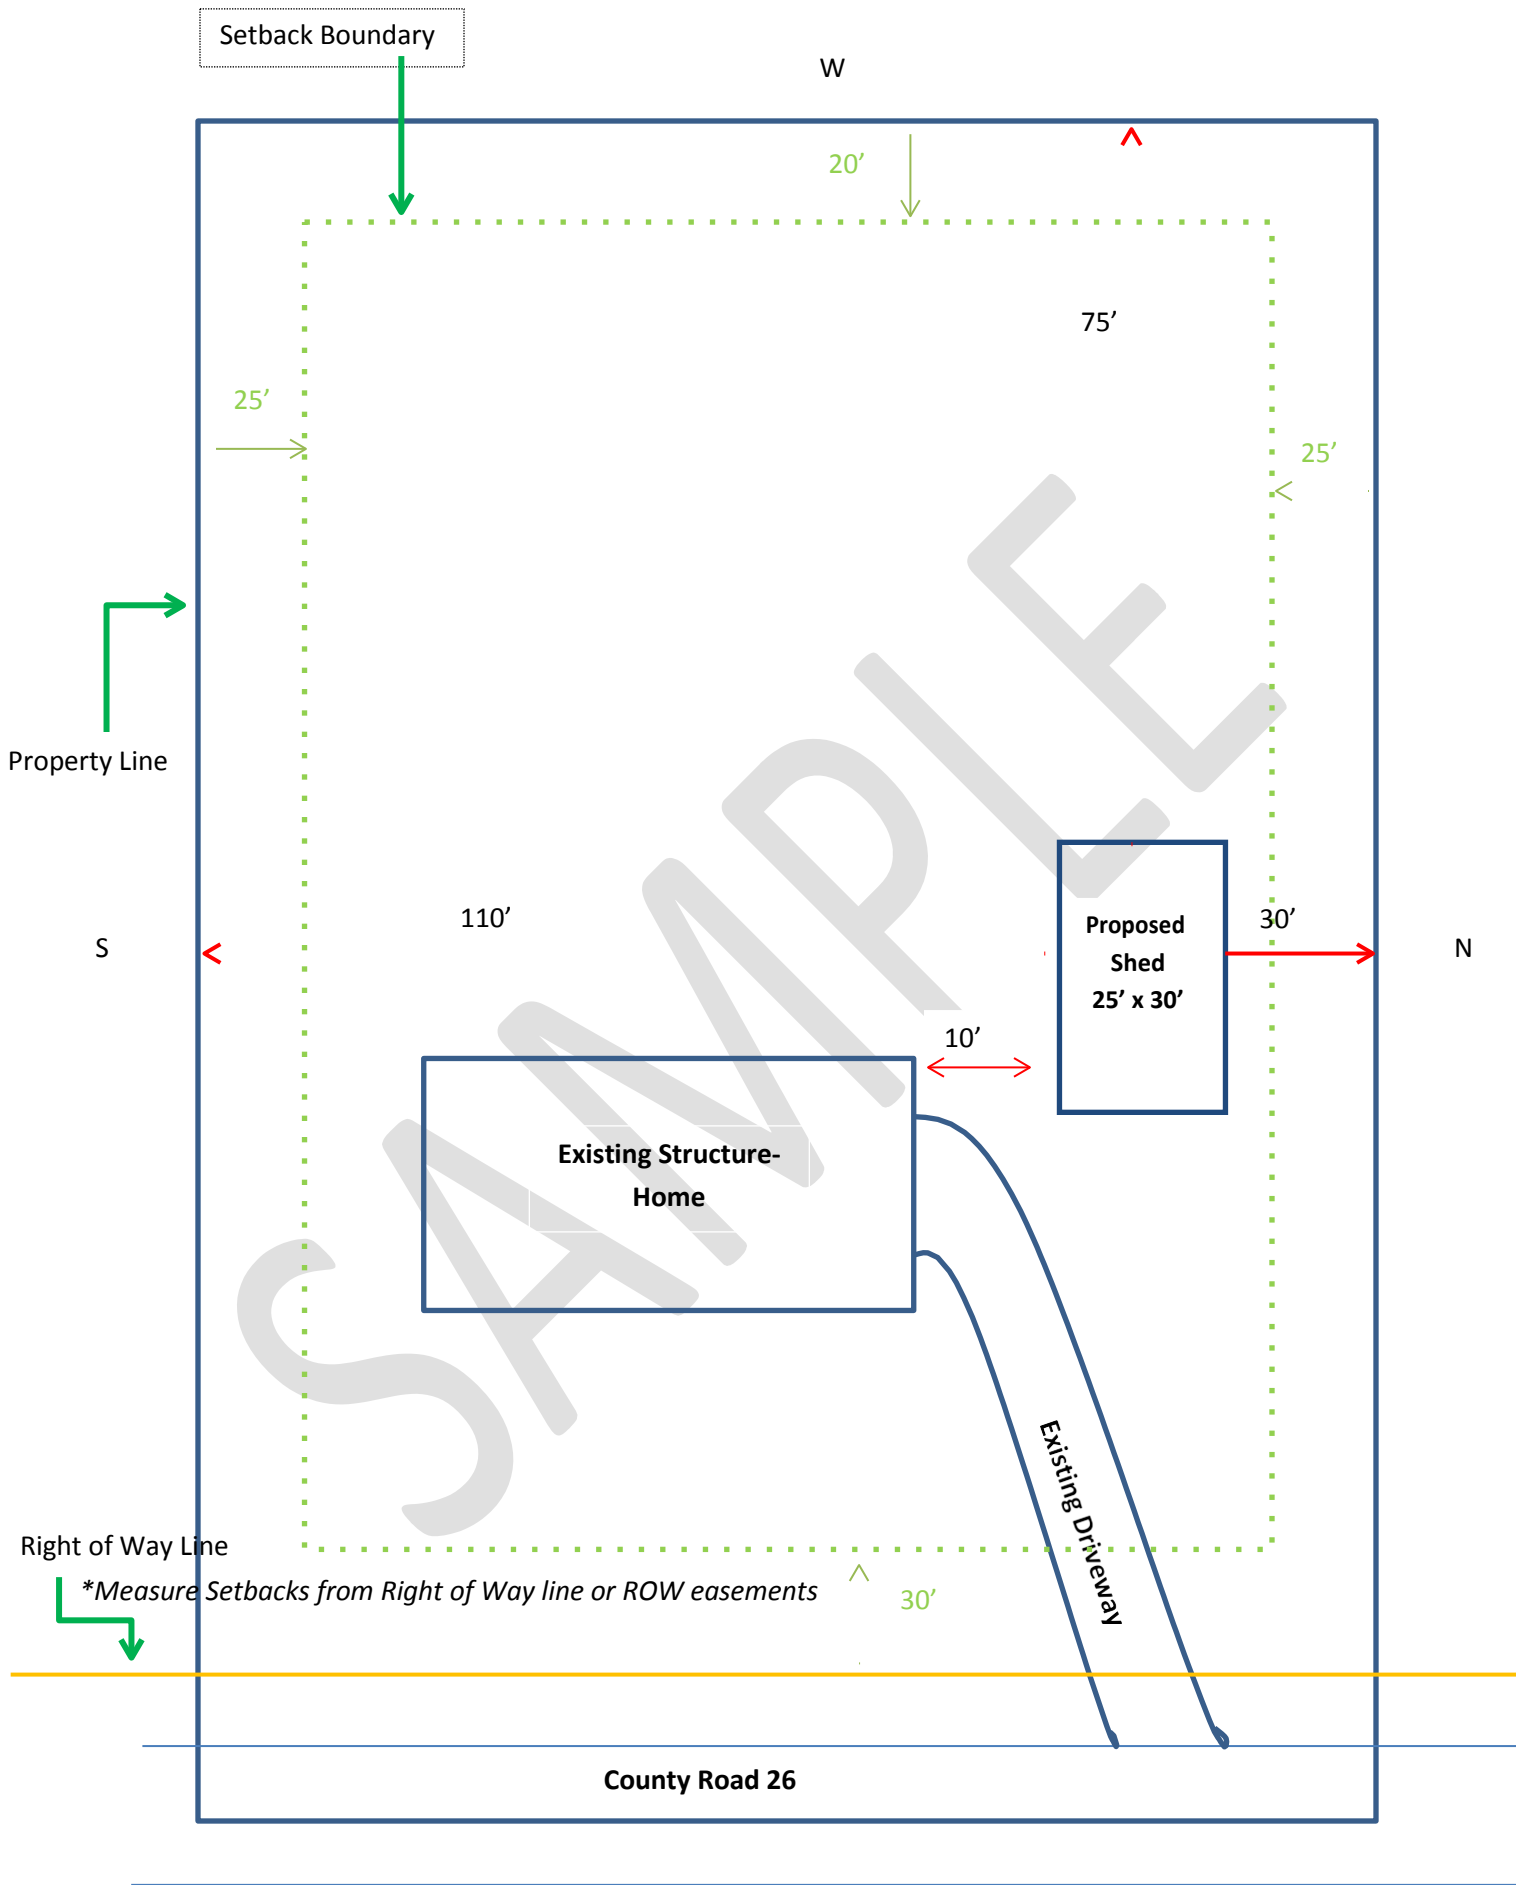 Setback Boundary
W
20’
75’
25’
25’
Property Line
110’
S
Proposed
Shed
25’ x 30’
30’
N
10’
Existing Structure-
Home
SAMPLE
Existing Driveway
Right of Way Line
*Measure Setbacks from Right of Way line or ROW easements
30’
County Road 26